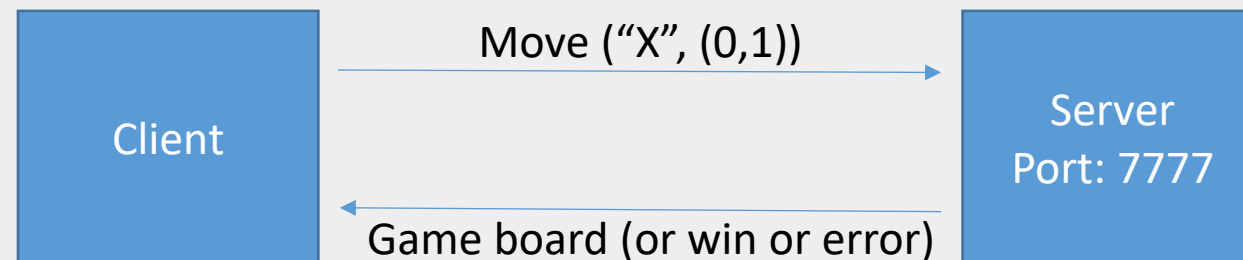 Client
Move (“X”, (0,1))
Game board (or win or error)
Server
Port: 7777